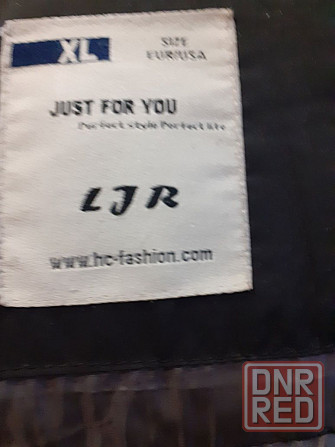 XL
SIZE
EUR/USA
JUST FOR YOU
Perfect style Perfect life
LJR
www.hc-fashion.com
DNR
RED